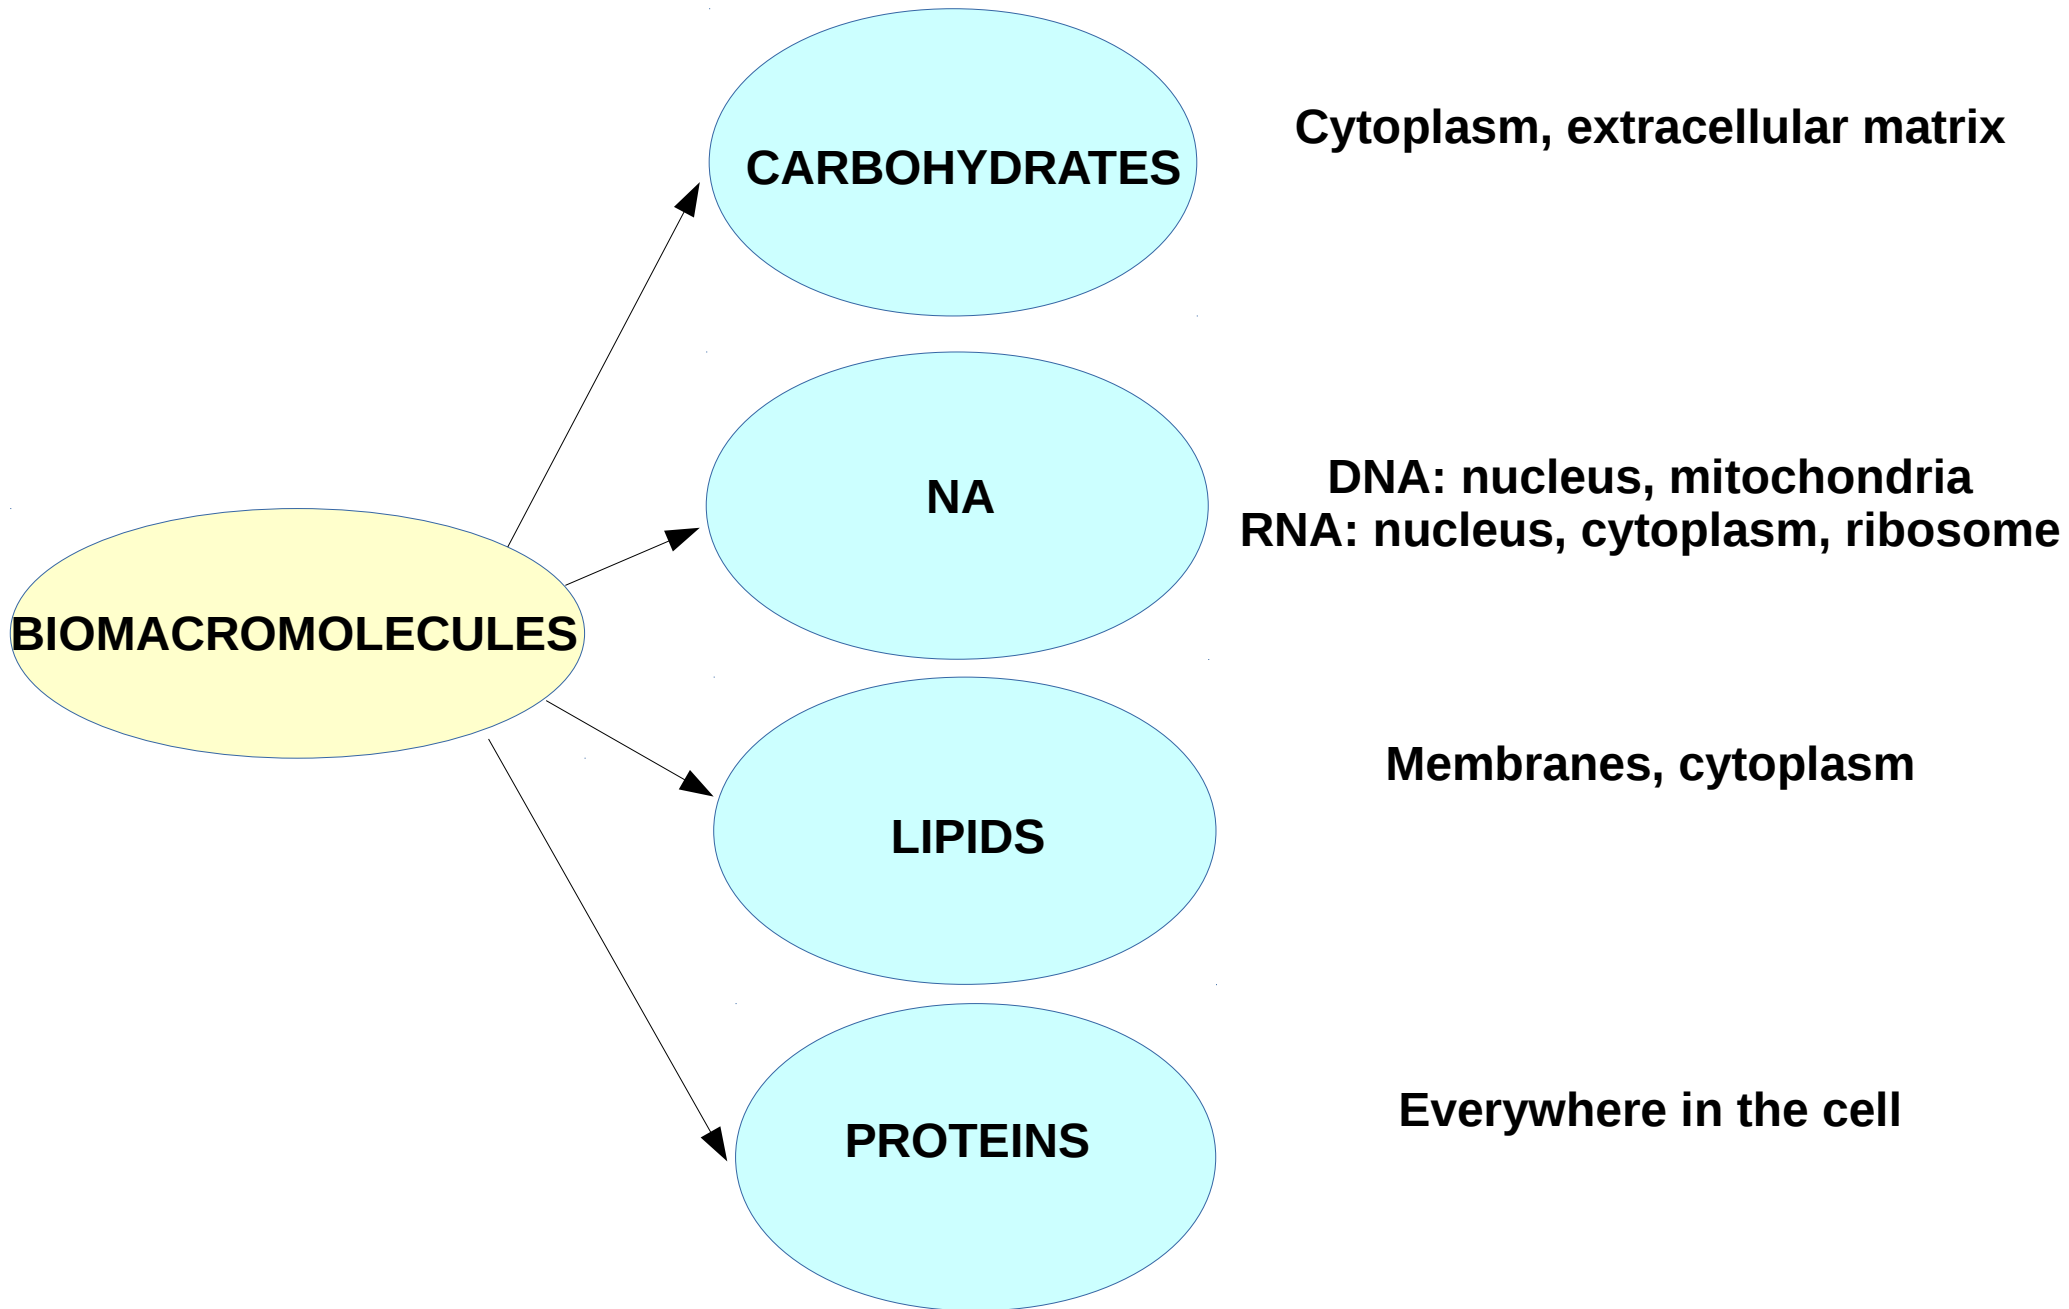 CARBOHYDRATES
Cytoplasm, extracellular matrix
NA
DNA: nucleus, mitochondria
RNA: nucleus, cytoplasm, ribosome
BIOMACROMOLECULES
LIPIDS
Membranes, cytoplasm
PROTEINS
Everywhere in the cell